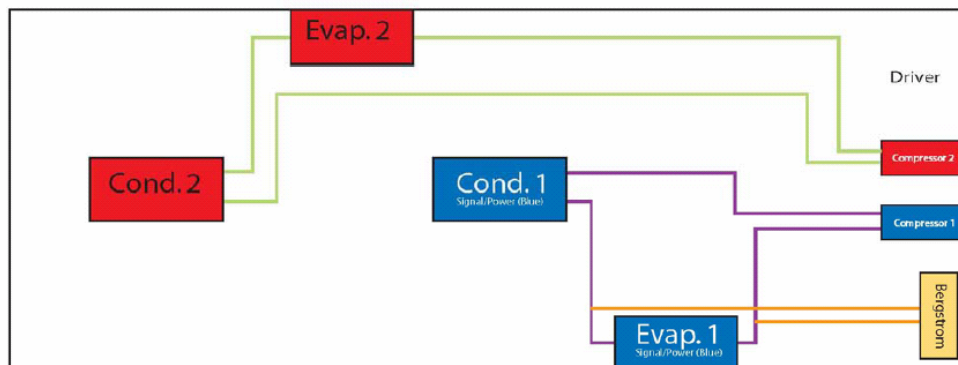 Evap. 2
Driver
Compressor 2
Cond. 2
Cond. 1
Signal/Power (Blue)
Compressor 1
Bergstrom
Evap. 1
Signal/Power (Blue)